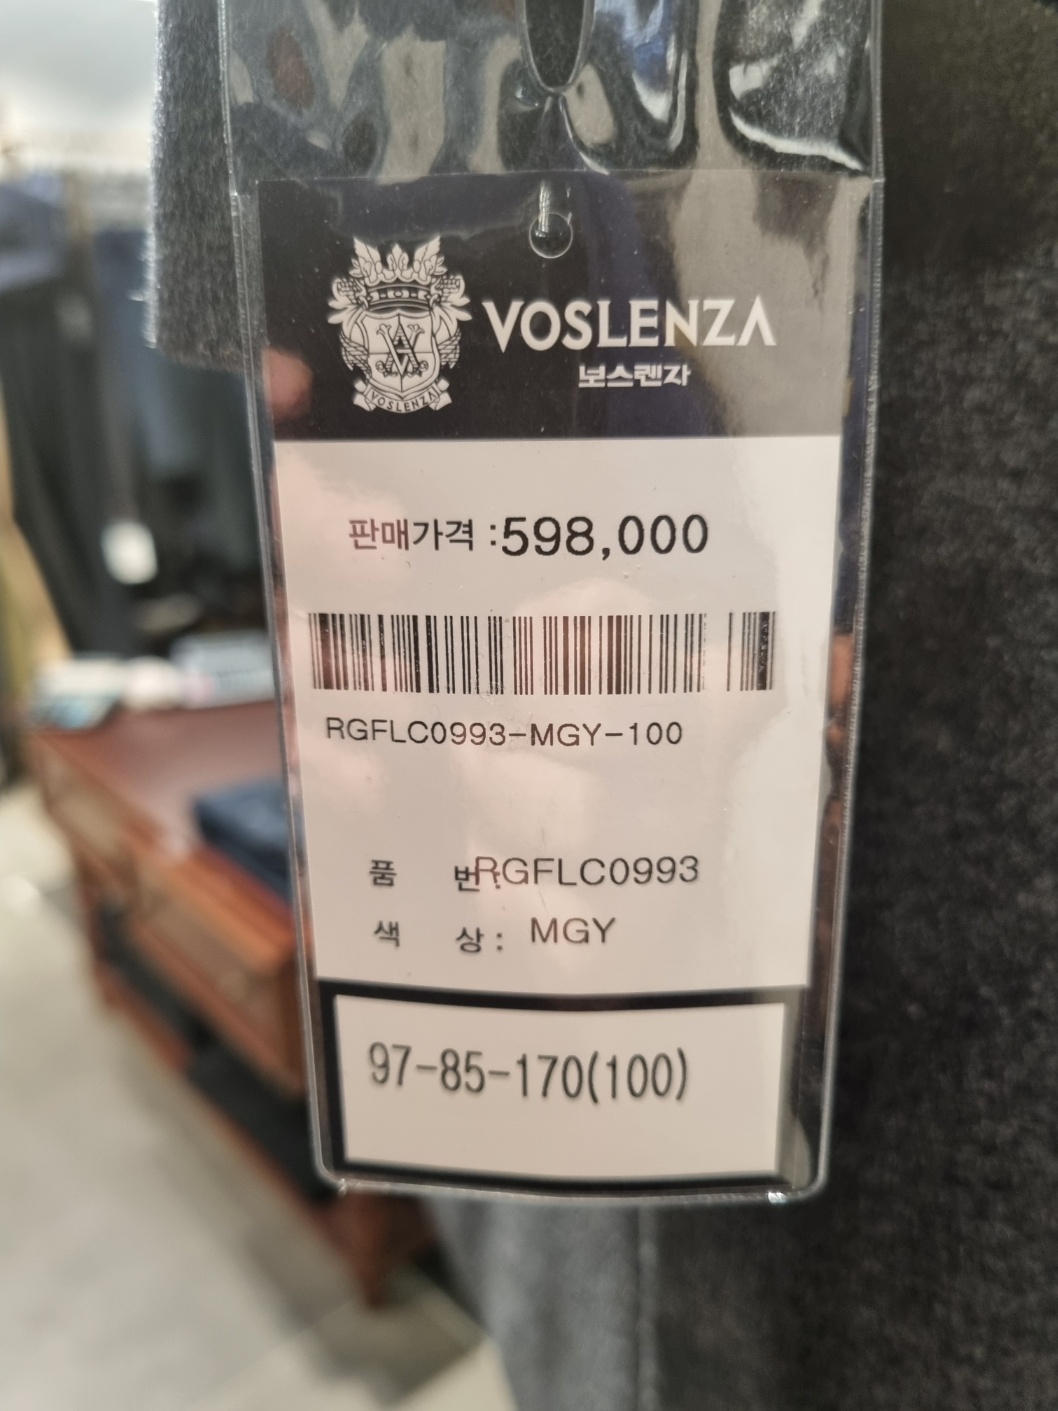 VOSLENZA
VOSLENZA
보스렌자
판매가격 :598,000
RGFLC0993-MGY-100
품 번:RGFLC0993
색 상: MGY
97-85-170(100)